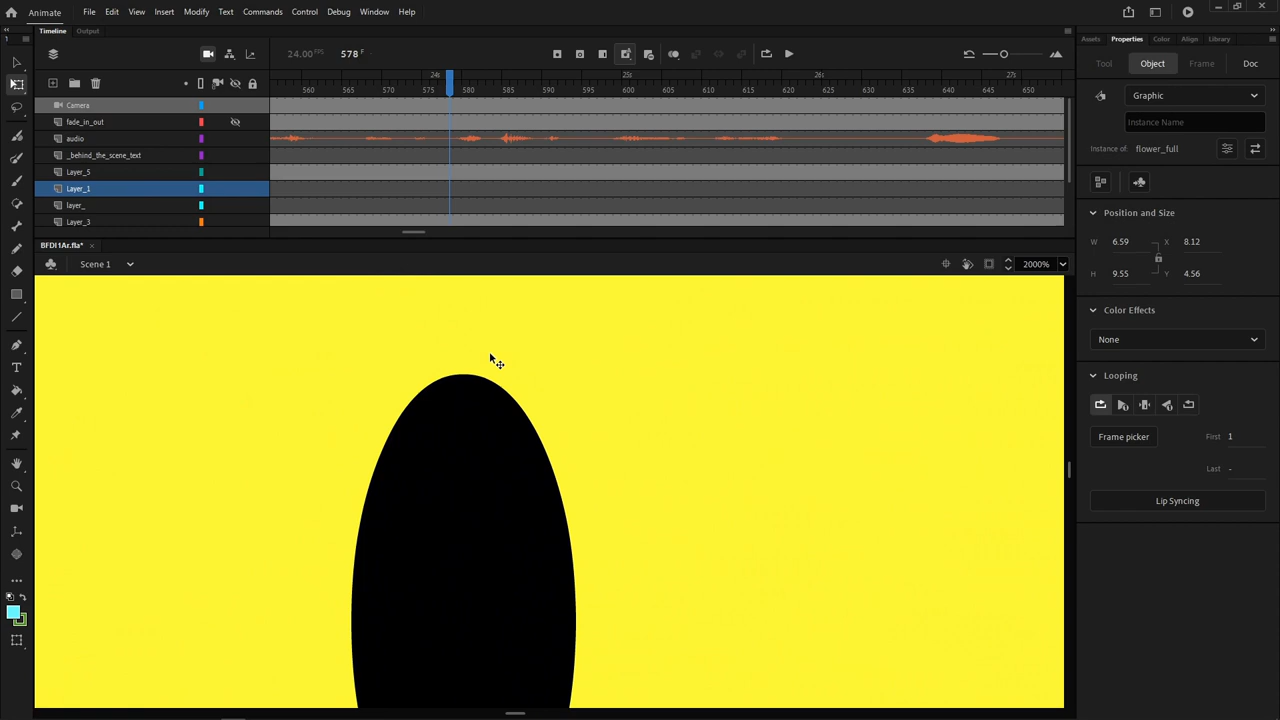 Animate File Edit View Insert Modify Text Commands Control Debug Window Help
Timeline Output
24.00 FPS 578 F
24s 25s 26s 27s
560 565 570 575 580 585 590 595 600 605 610 615 620 625 630 635 640 645 650
Camera
fade_in_out
audio
_behind_the_scene_text
Layer_5
Layer_1
layer_
Layer_3
BFDI1Ar.fla*
Scene 1 2000%
Assets Properties Color Align Library
Tool Object Frame Doc
Graphic
Instance Name
Instance of: flower_full
Position and Size
W 6.59 X 8.12
H 9.55 Y 4.56
Color Effects
None
Looping
Frame picker First 1
Last -
Lip Syncing